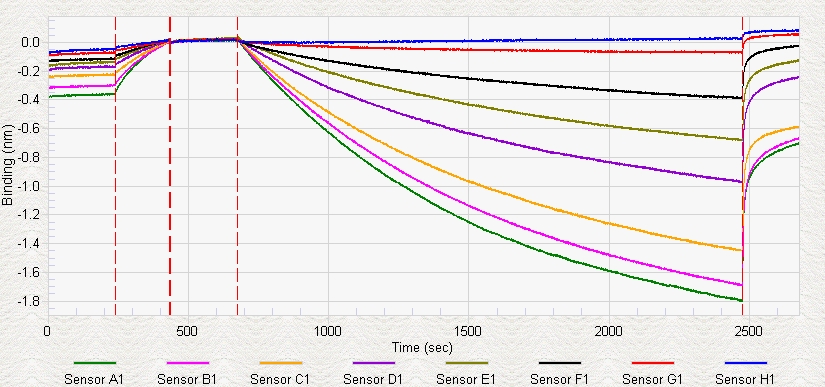 Binding (nm)
0.0
-0.2
-0.4
-0.6
-0.8
-1.0
-1.2
-1.4
-1.6
-1.8
0 500 1000 1500 2000 2500
Time (sec)
Sensor A1 Sensor B1 Sensor C1 Sensor D1 Sensor E1 Sensor F1 Sensor G1 Sensor H1